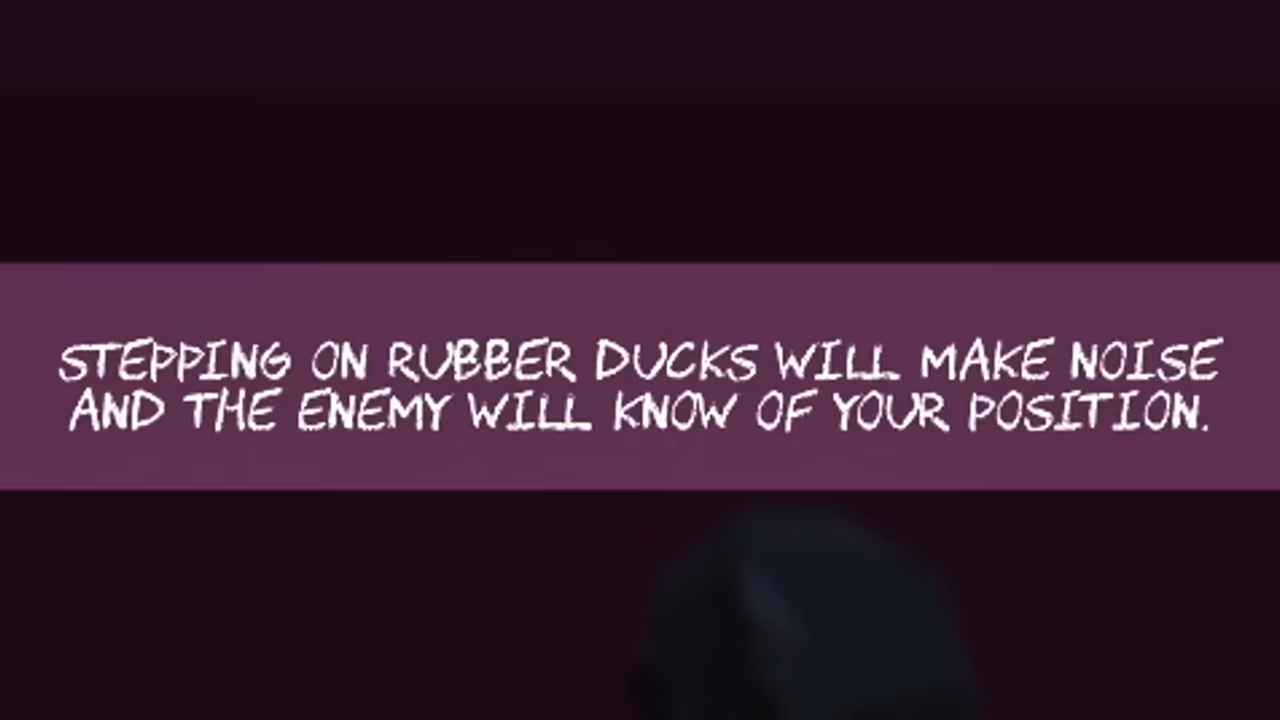 STEPPING ON RUBBER DUCKS WILL MAKE NOISE
AND THE ENEMY WILL KNOW OF YOUR POSITION.